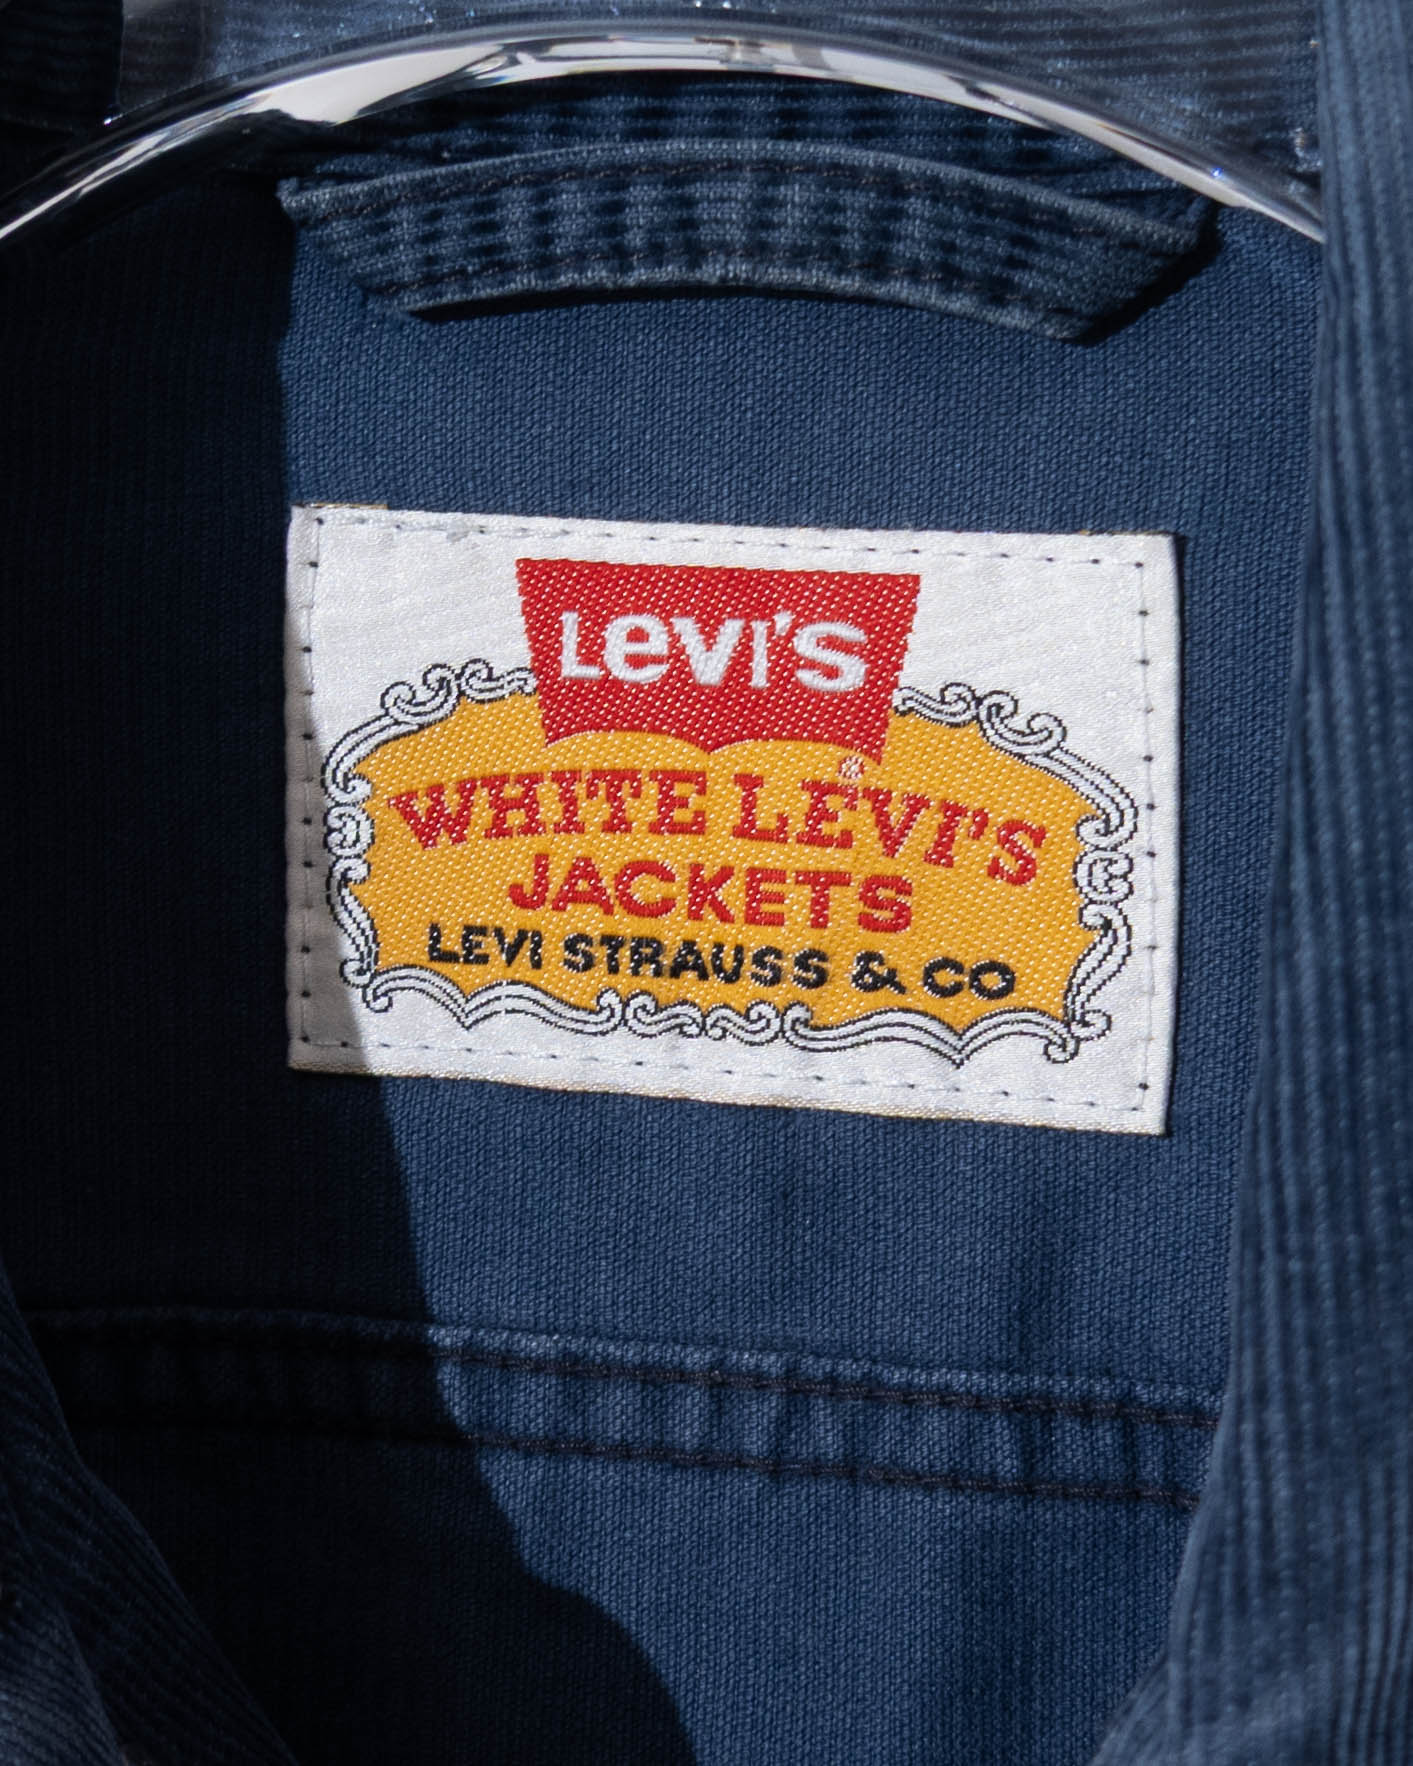 Levi's
®
WHITE LEVI'S
JACKETS
LEVI STRAUSS & CO